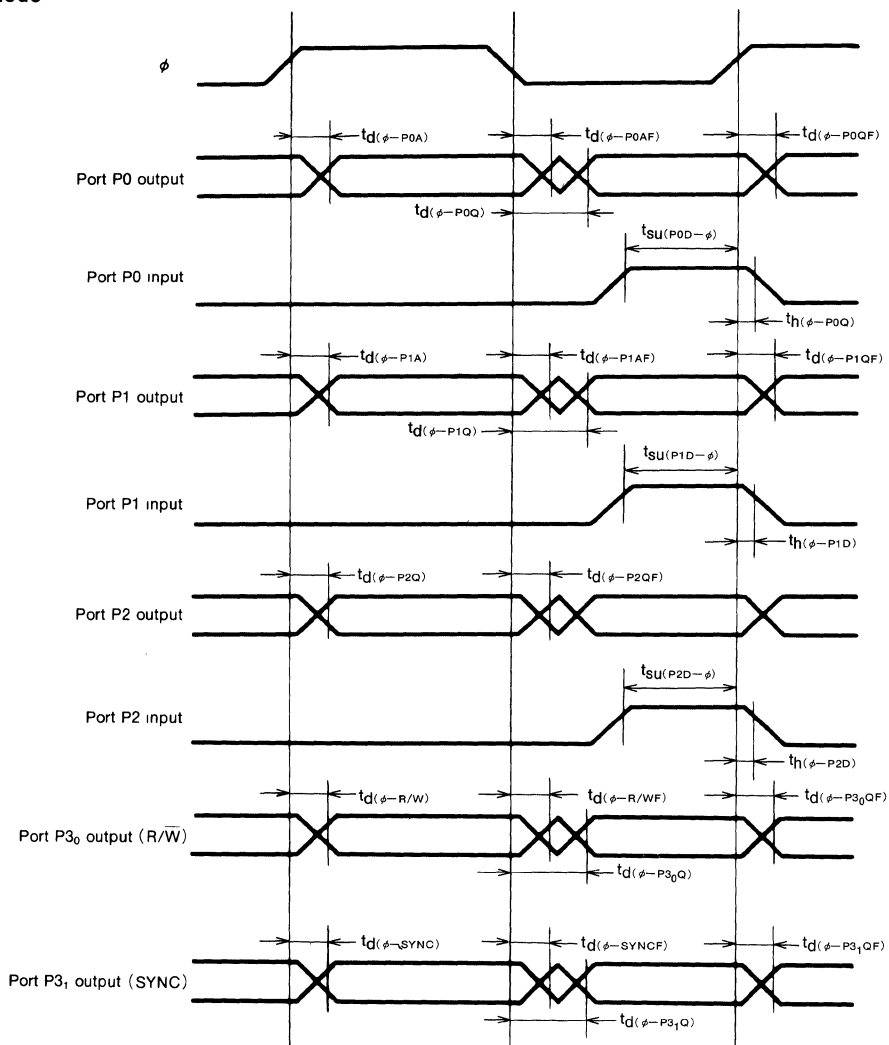 ϕ
td(ϕ−P0A) td(ϕ−P0AF) td(ϕ−P0QF)
Port P0 output
td(ϕ−P0Q)
tsu(P0D−ϕ)
Port P0 input
th(ϕ−P0Q)
td(ϕ−P1A) td(ϕ−P1AF) td(ϕ−P1QF)
Port P1 output
td(ϕ−P1Q)
tsu(P1D−ϕ)
Port P1 input
th(ϕ−P1D)
td(ϕ−P2Q) td(ϕ−P2QF)
Port P2 output
tsu(P2D−ϕ)
Port P2 input
th(ϕ−P2D)
td(ϕ−R/W) td(ϕ−R/WF) td(ϕ−P3₀QF)
Port P3₀ output (R/W̅)
td(ϕ−P3₀Q)
td(ϕ−SYNC) td(ϕ−SYNCF) td(ϕ−P3₁QF)
Port P3₁ output (SYNC)
td(ϕ−P3₁Q)